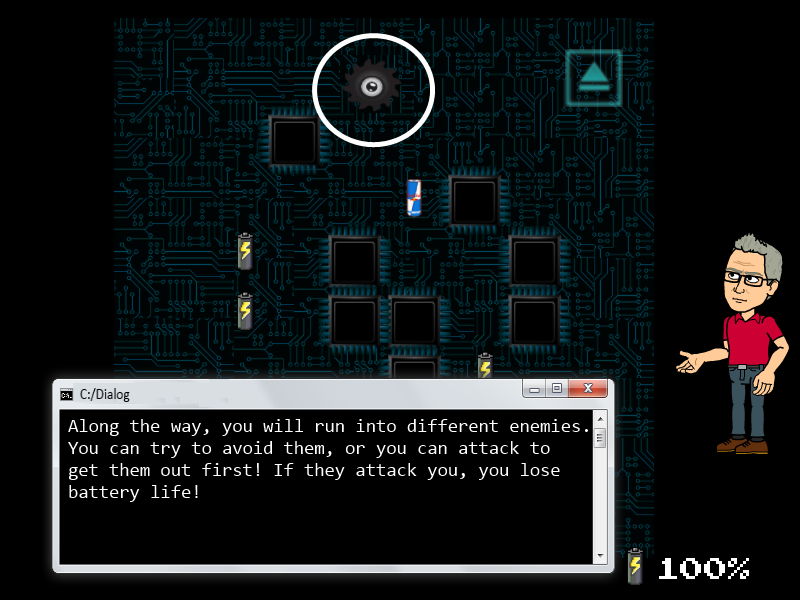 C:/Dialog
Along the way, you will run into different enemies.
You can try to avoid them, or you can attack to
get them out first! If they attack you, you lose
battery life!
100%